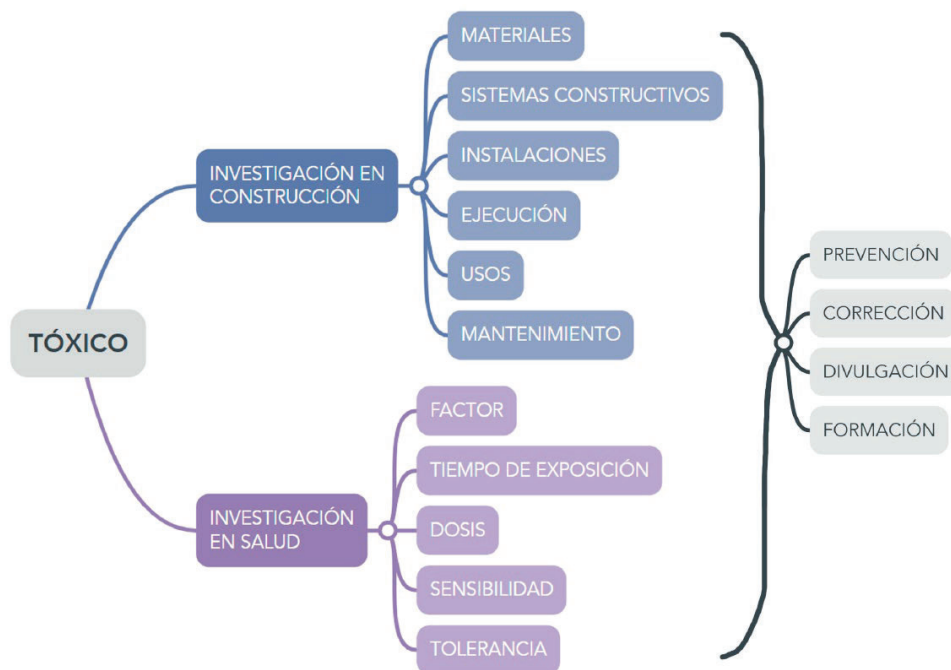 TÓXICO
INVESTIGACIÓN EN
CONSTRUCCIÓN
MATERIALES
SISTEMAS CONSTRUCTIVOS
INSTALACIONES
EJECUCIÓN
USOS
MANTENIMIENTO
INVESTIGACIÓN
EN SALUD
FACTOR
TIEMPO DE EXPOSICIÓN
DOSIS
SENSIBILIDAD
TOLERANCIA
PREVENCIÓN
CORRECCIÓN
DIVULGACIÓN
FORMACIÓN